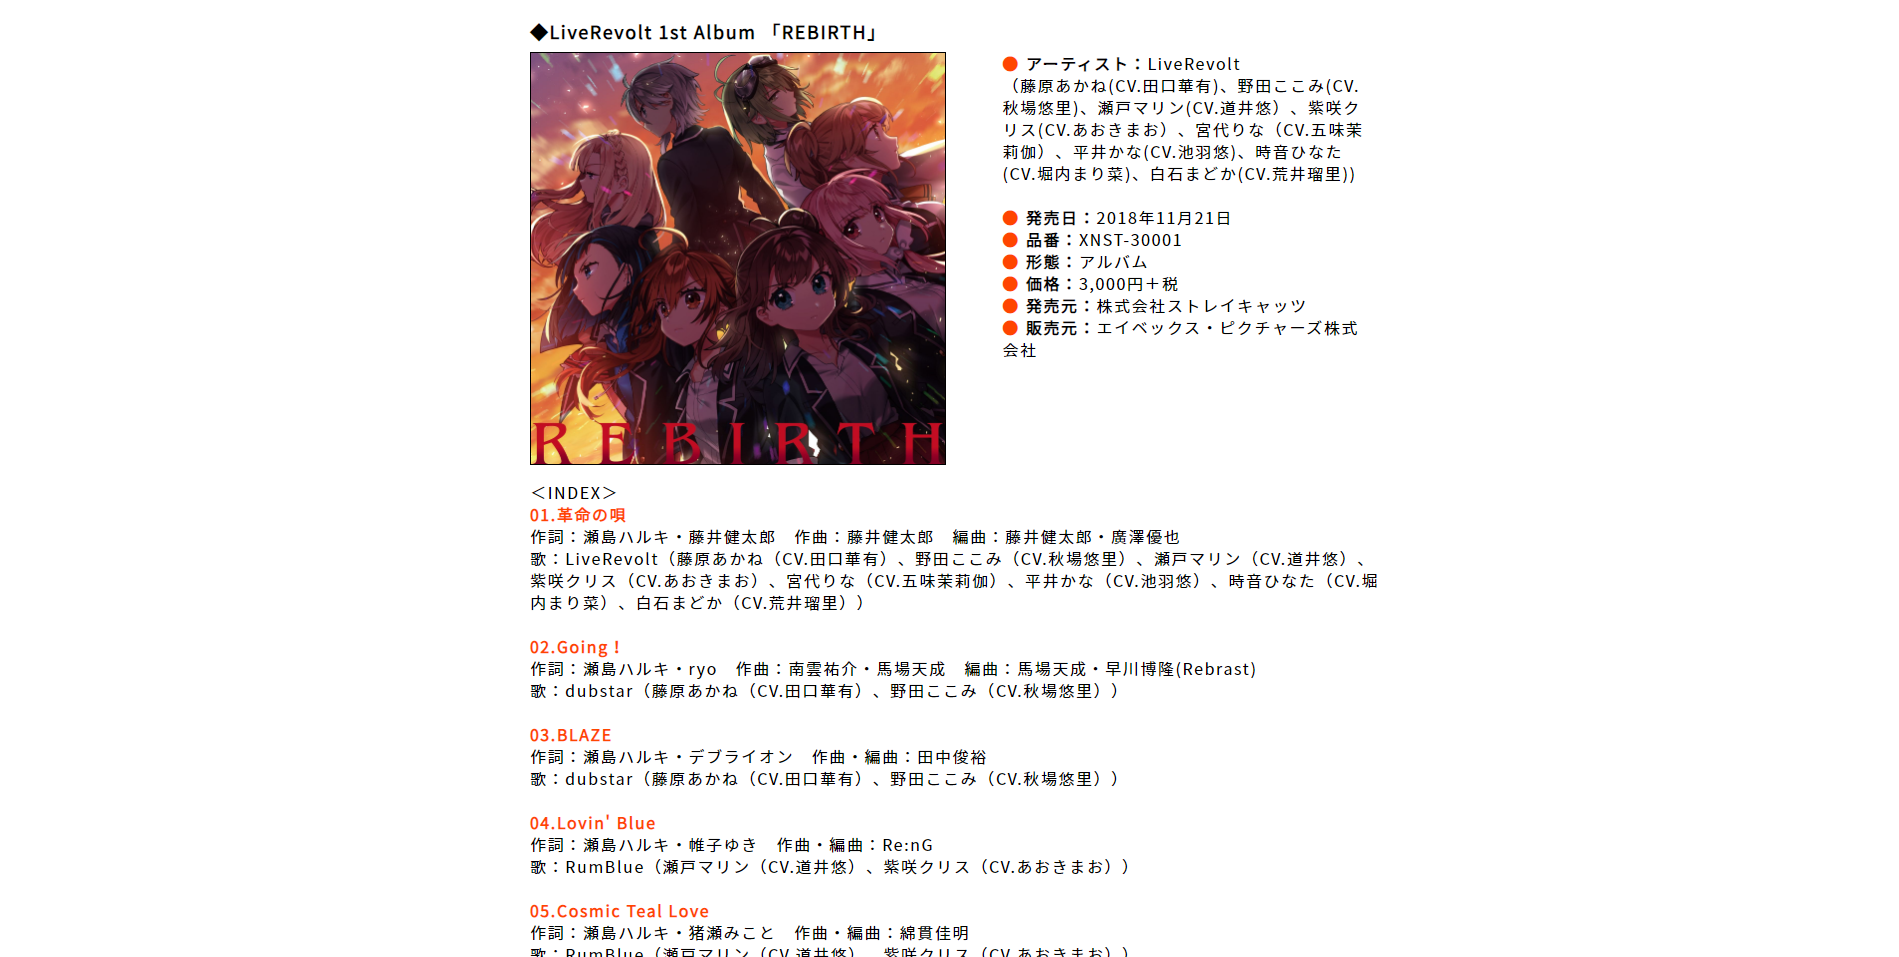 ◆LiveRevolt 1st Album 「REBIRTH」
REBIRTH
● アーティスト：LiveRevolt
（藤原あかね(CV.田口華有)、野田ここみ(CV.
秋場悠里)、瀬戸マリン(CV.道井悠）、紫咲ク
リス(CV.あおきまお）、宮代りな（CV.五味茉
莉伽）、平井かな(CV.池羽悠)、時音ひなた
(CV.堀内まり菜)、白石まどか(CV.荒井瑠里))
● 発売日：2018年11月21日
● 品番：XNST-30001
● 形態：アルバム
● 価格：3,000円＋税
● 発売元：株式会社ストレイキャッツ
● 販売元：エイベックス・ピクチャーズ株式
会社
＜INDEX＞
01.革命の唄
作詞：瀬島ハルキ・藤井健太郎　作曲：藤井健太郎　編曲：藤井健太郎・廣澤優也
歌：LiveRevolt（藤原あかね（CV.田口華有）、野田ここみ（CV.秋場悠里）、瀬戸マリン（CV.道井悠）、
紫咲クリス（CV.あおきまお）、宮代りな（CV.五味茉莉伽）、平井かな（CV.池羽悠）、時音ひなた（CV.堀
内まり菜）、白石まどか（CV.荒井瑠里））
02.Going！
作詞：瀬島ハルキ・ryo　作曲：南雲祐介・馬場天成　編曲：馬場天成・早川博隆(Rebrast)
歌：dubstar（藤原あかね（CV.田口華有）、野田ここみ（CV.秋場悠里））
03.BLAZE
作詞：瀬島ハルキ・デブライオン　作曲・編曲：田中俊裕
歌：dubstar（藤原あかね（CV.田口華有）、野田ここみ（CV.秋場悠里））
04.Lovin' Blue
作詞：瀬島ハルキ・帷子ゆき　作曲・編曲：Re:nG
歌：RumBlue（瀬戸マリン（CV.道井悠）、紫咲クリス（CV.あおきまお））
05.Cosmic Teal Love
作詞：瀬島ハルキ・猪瀬みこと　作曲・編曲：綿貫佳明
歌：RumBlue（瀬戸マリン（CV.道井悠）、紫咲クリス（CV.あおきまお））